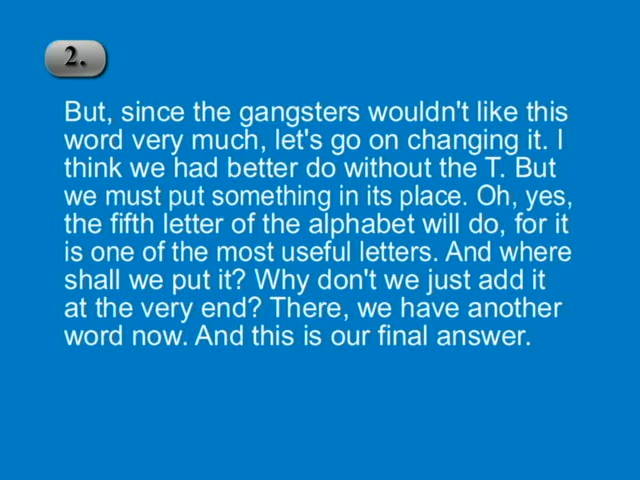 2.
But, since the gangsters wouldn't like this
word very much, let's go on changing it. I
think we had better do without the T. But
we must put something in its place. Oh, yes,
the fifth letter of the alphabet will do, for it
is one of the most useful letters. And where
shall we put it? Why don't we just add it
at the very end? There, we have another
word now. And this is our final answer.